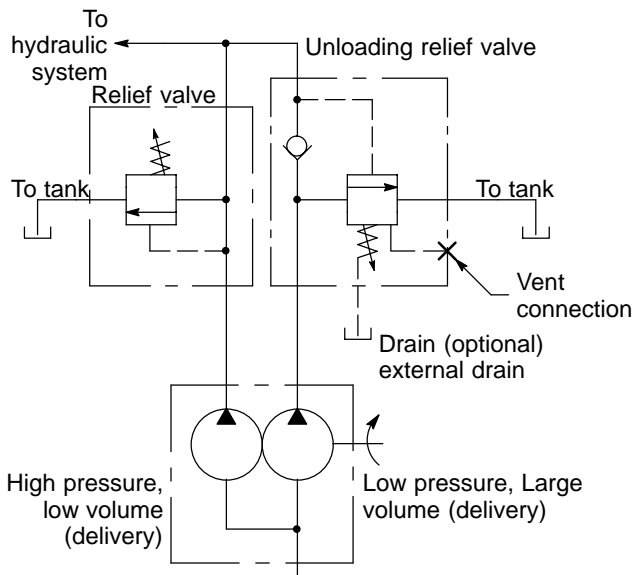 To
hydraulic
system
Unloading relief valve
Relief valve
To tank
To tank
Vent
connection
Drain (optional)
external drain
High pressure,
low volume
(delivery)
Low pressure, Large
volume (delivery)